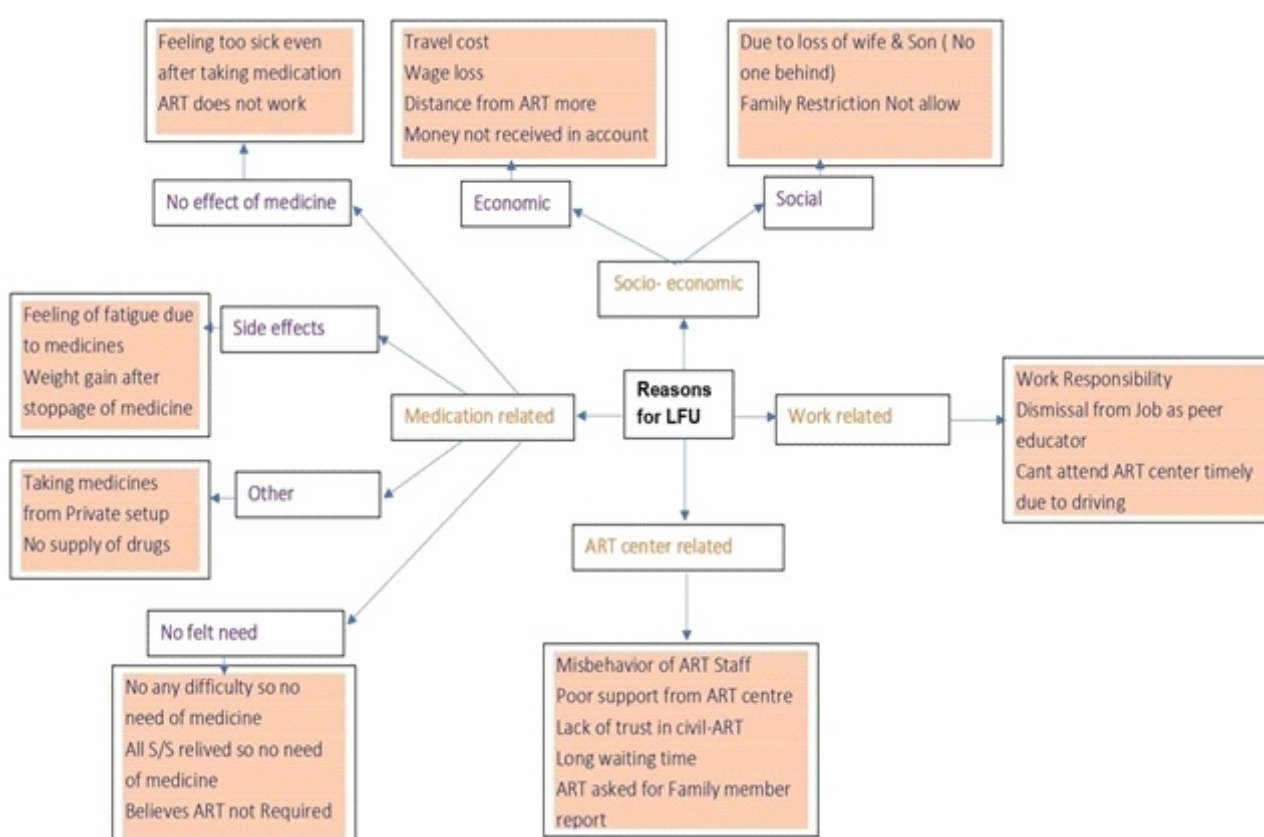 Feeling too sick even
after taking medication
ART does not work
Travel cost
Wage loss
Distance from ART more
Money not received in account
Due to loss of wife & Son ( No
one behind)
Family Restriction Not allow
No effect of medicine
Economic
Social
Socio- economic
Feeling of fatigue due
to medicines
Weight gain after
stoppage of medicine
Side effects
Reasons
for LFU
Medication related
Work related
Work Responsibility
Dismissal from Job as peer
educator
Cant attend ART center timely
due to driving
Taking medicines
from Private setup
No supply of drugs
Other
ART center related
No felt need
No any difficulty so no
need of medicine
All S/S relived so no need
of medicine
Believes ART not Required
Misbehavior of ART Staff
Poor support from ART centre
Lack of trust in civil-ART
Long waiting time
ART asked for Family member
report